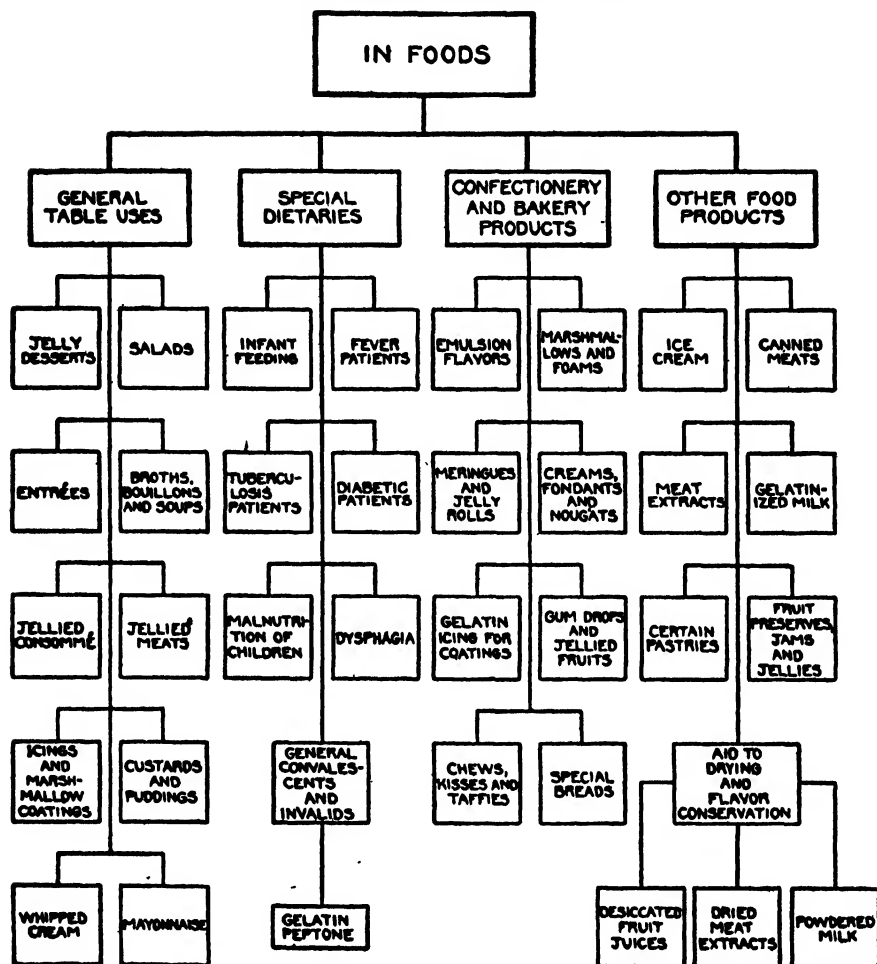 IN FOODS
GENERAL
TABLE USES
SPECIAL
DIETARIES
CONFECTIONERY
AND BAKERY
PRODUCTS
OTHER FOOD
PRODUCTS
JELLY
DESSERTS
SALADS
INFANT
FEEDING
FEVER
PATIENTS
EMULSION
FLAVORS
MARSHMAL-
LOWS AND
FOAMS
ICE
CREAM
CANNED
MEATS
ENTRÉES
BROTHS,
BOUILLONS
AND SOUPS
TUBERCU-
LOSIS
PATIENTS
DIABETIC
PATIENTS
MERINGUES
AND
JELLY
ROLLS
CREAMS,
FONDANTS
AND
NOUGATS
MEAT
EXTRACTS
GELATIN-
IZED MILK
JELLIED
CONSOMMÉ
JELLIED
MEATS
MALNUTRI-
TION OF
CHILDREN
DYSPHAGIA
GELATIN
ICING FOR
COATINGS
GUM DROPS
AND
JELLIED
FRUITS
CERTAIN
PASTRIES
FRUIT
PRESERVES,
JAMS
AND
JELLIES
ICINGS
AND
MARSH-
MALLOW
COATINGS
CUSTARDS
AND
PUDDINGS
GENERAL
CONVALES-
CENTS
AND
INVALIDS
CHEWS,
KISSES AND
TAFFIES
SPECIAL
BREADS
AID TO
DRYING
AND
FLAVOR
CONSERVATION
WHIPPED
CREAM
MAYONNAISE
GELATIN
PEPTONE
DESICCATED
FRUIT
JUICES
DRIED
MEAT
EXTRACTS
POWDERED
MILK